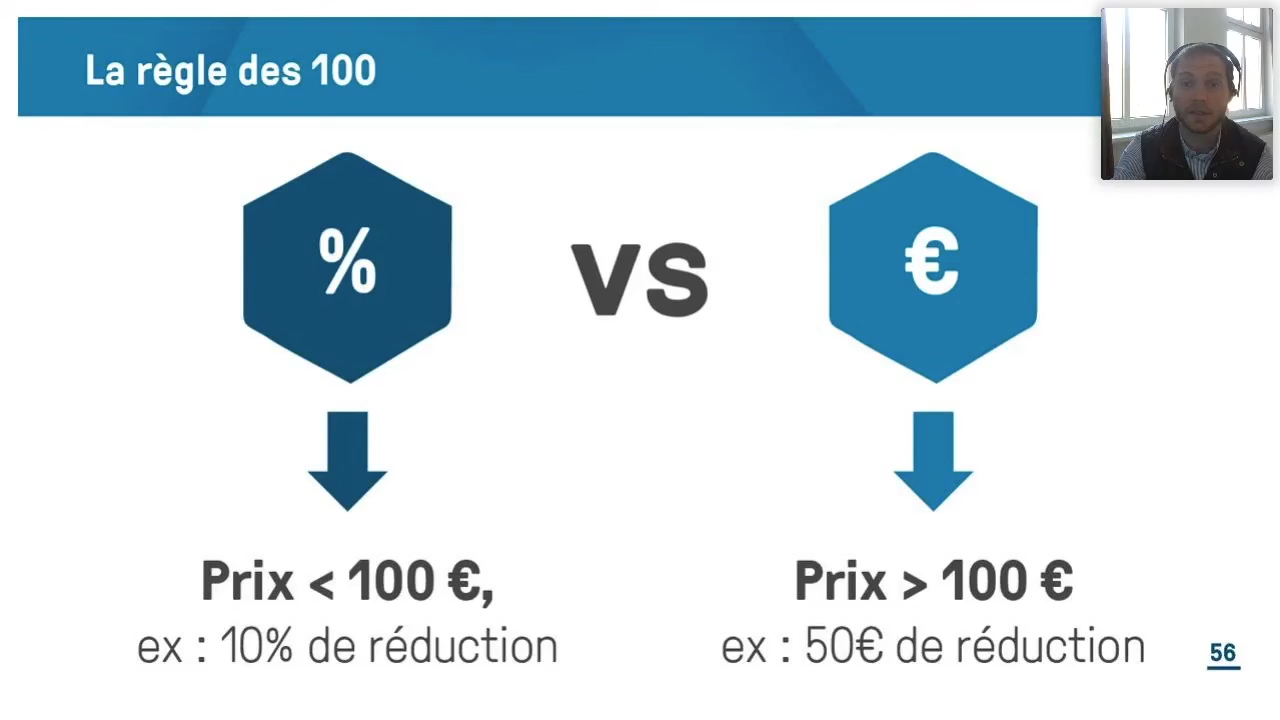 La règle des 100
%
vs
€
Prix < 100 €,
ex : 10% de réduction
Prix > 100 €
ex : 50€ de réduction
56